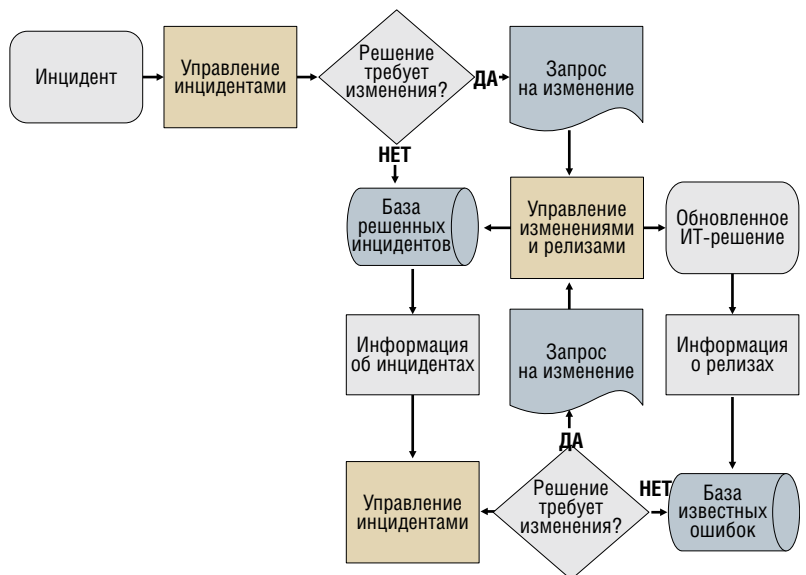 Инцидент
Управление
инцидентами
Решение
требует
изменения?
ДА
Запрос
на изменение
НЕТ
База
решенных
инцидентов
Управление
изменениями
и релизами
Обновленное
ИТ-решение
Информация
об инцидентах
Запрос
на изменение
Информация
о релизах
ДА
Управление
инцидентами
Решение
требует
изменения?
НЕТ
База
известных
ошибок